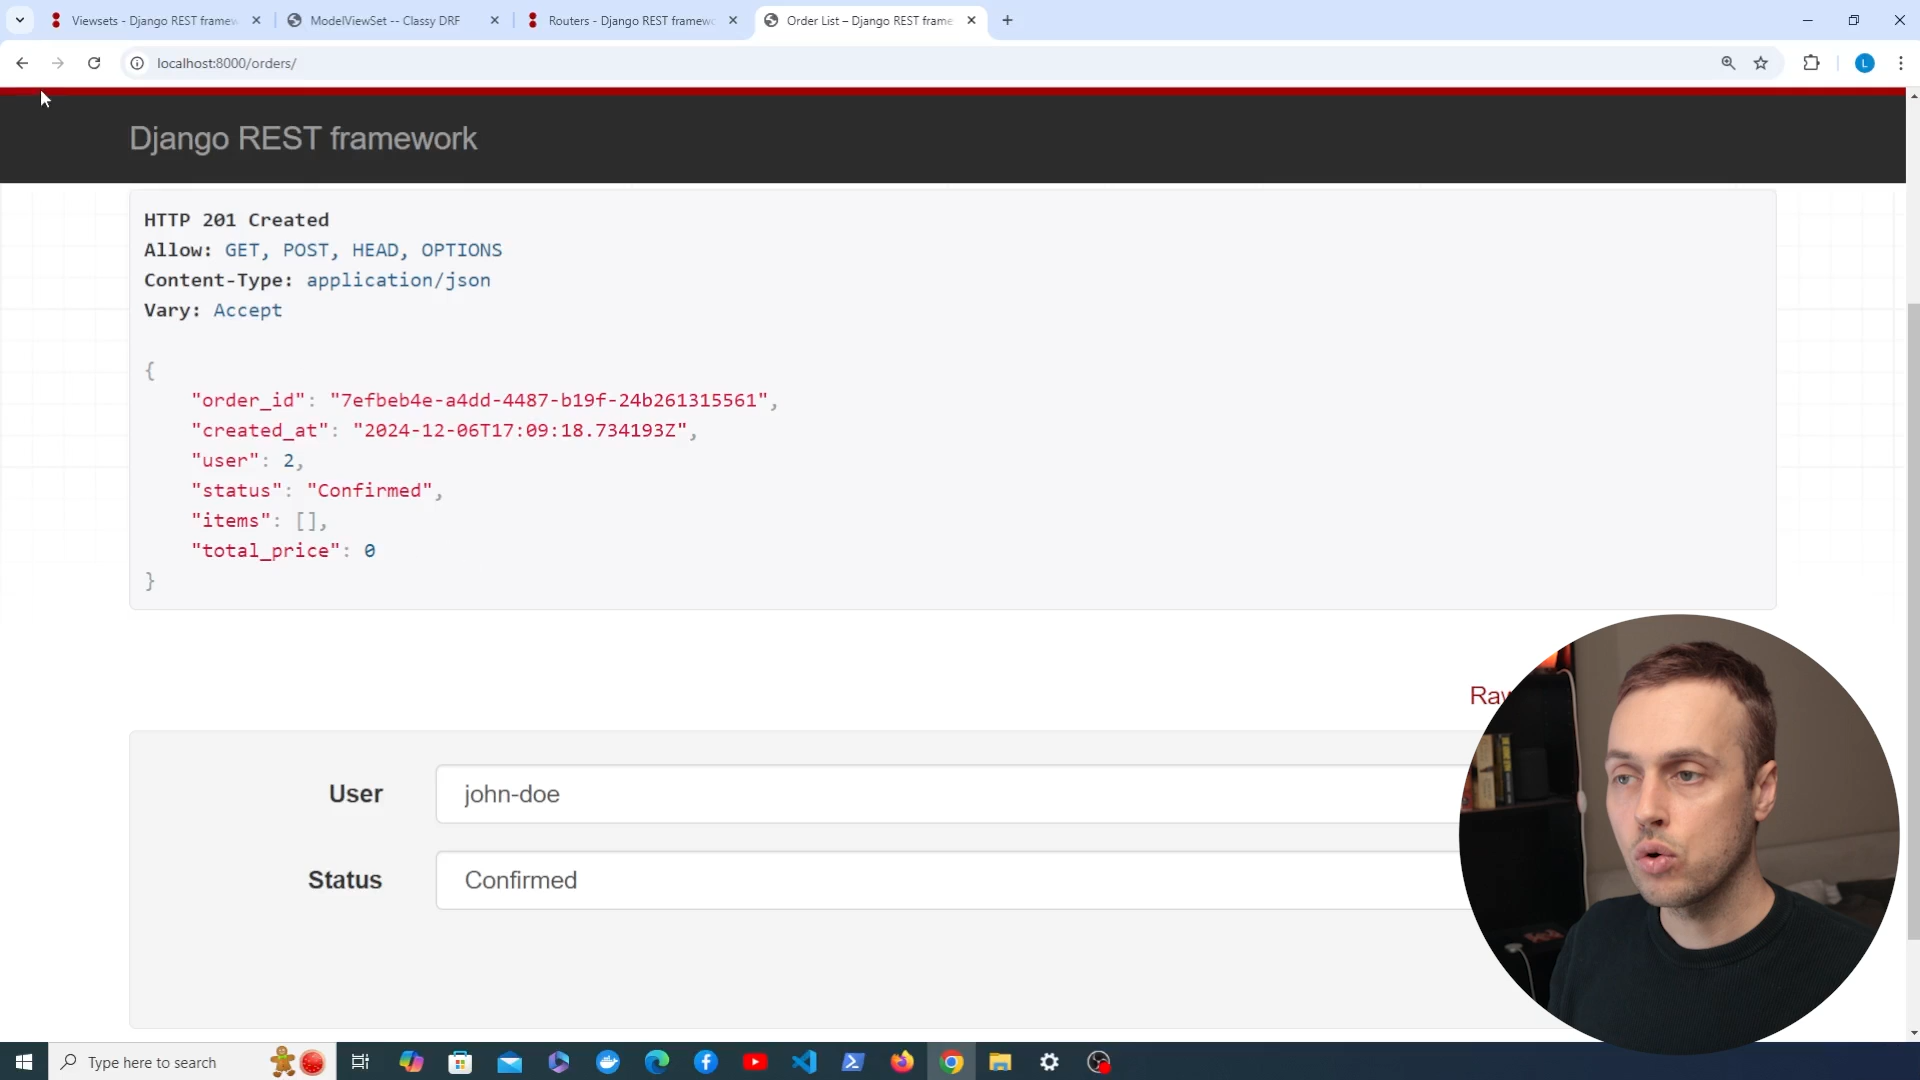 Viewsets - Django REST framew
ModelViewSet -- Classy DRF
Routers - Django REST framewo
Order List – Django REST frame
localhost:8000/orders/
L
Django REST framework
HTTP 201 Created
Allow: GET, POST, HEAD, OPTIONS
Content-Type: application/json
Vary: Accept
{
"order_id": "7efbeb4e-a4dd-4487-b19f-24b261315561",
"created_at": "2024-12-06T17:09:18.734193Z",
"user": 2,
"status": "Confirmed",
"items": [],
"total_price": 0
}
Raw
User
john-doe
Status
Confirmed
Type here to search